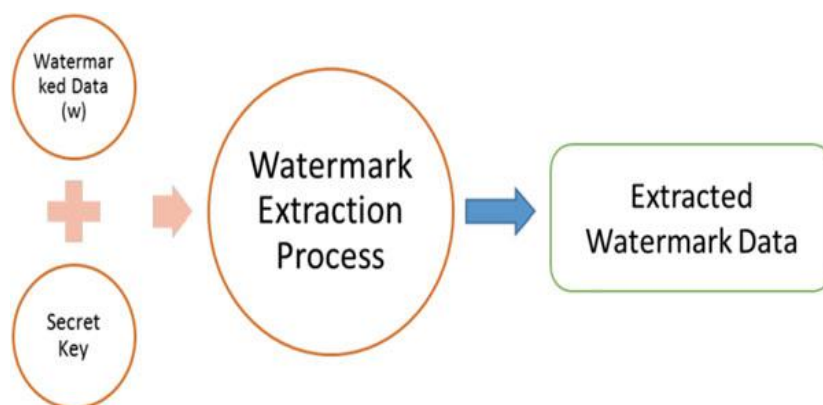 Watermar
ked Data
(w)
Secret
Key
Watermark
Extraction
Process
Extracted
Watermark Data